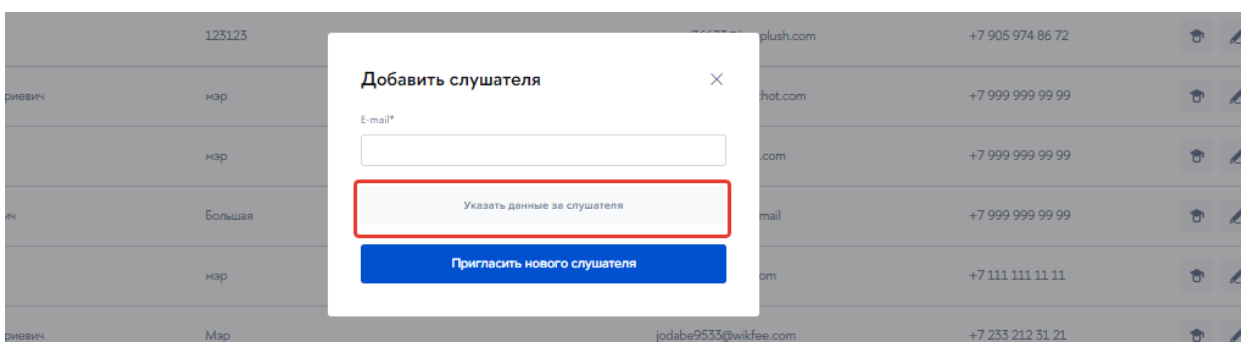 123123
plush.com
+7 905 974 86 72
Добавить слушателя
риевич
мэр
hot.com
+7 999 999 99 99
E-mail*
мэр
.com
+7 999 999 99 99
Указать данные за слушателя
ич
Большая
mail
+7 999 999 99 99
Пригласить нового слушателя
мэр
om
+7 111 111 11 11
риевич
Мэр
jodabe9533@wikfee.com
+7 233 212 31 21